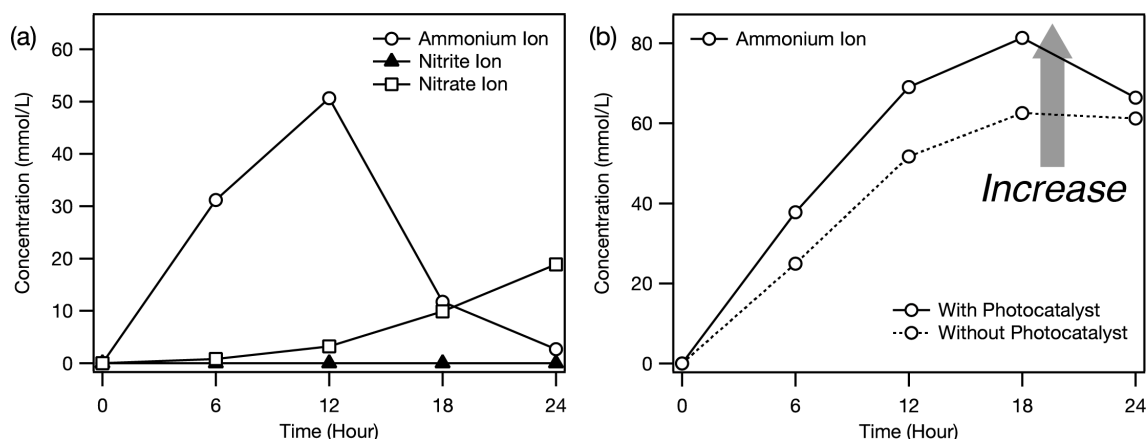 (a)
Ammonium Ion
Nitrite Ion
Nitrate Ion
Concentration (mmol/L)
60
50
40
30
20
10
0
0 6 12 18 24
Time (Hour)
(b)
Ammonium Ion
Concentration (mmol/L)
80
60
40
20
0
Increase
With Photocatalyst
Without Photocatalyst
0 6 12 18 24
Time (Hour)